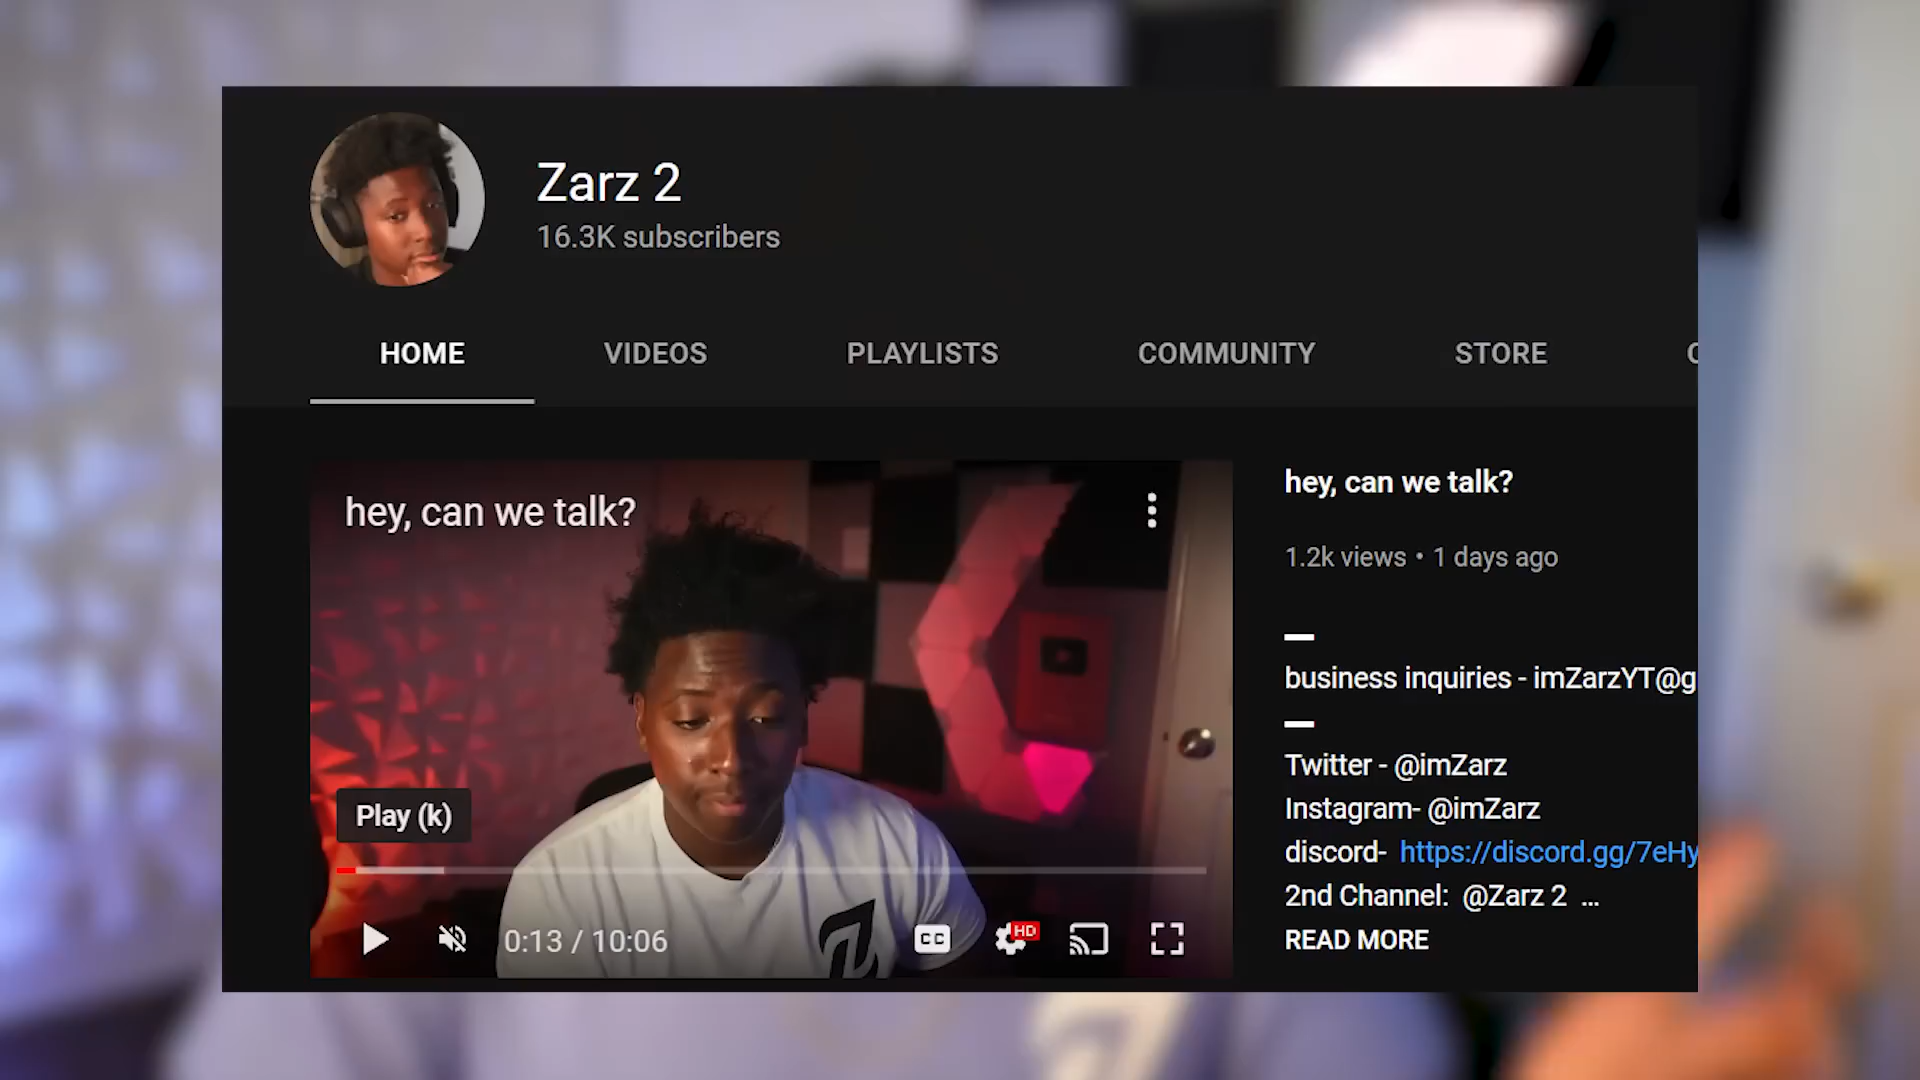 Zarz 2
16.3K subscribers
HOME
VIDEOS
PLAYLISTS
COMMUNITY
STORE
hey, can we talk?
Play (k)
0:13 / 10:06
CC
HD
hey, can we talk?
1.2k views • 1 days ago
—
business inquiries - imZarzYT@g
—
Twitter - @imZarz
Instagram- @imZarz
discord- https://discord.gg/7eHy
2nd Channel: @Zarz 2 ...
READ MORE